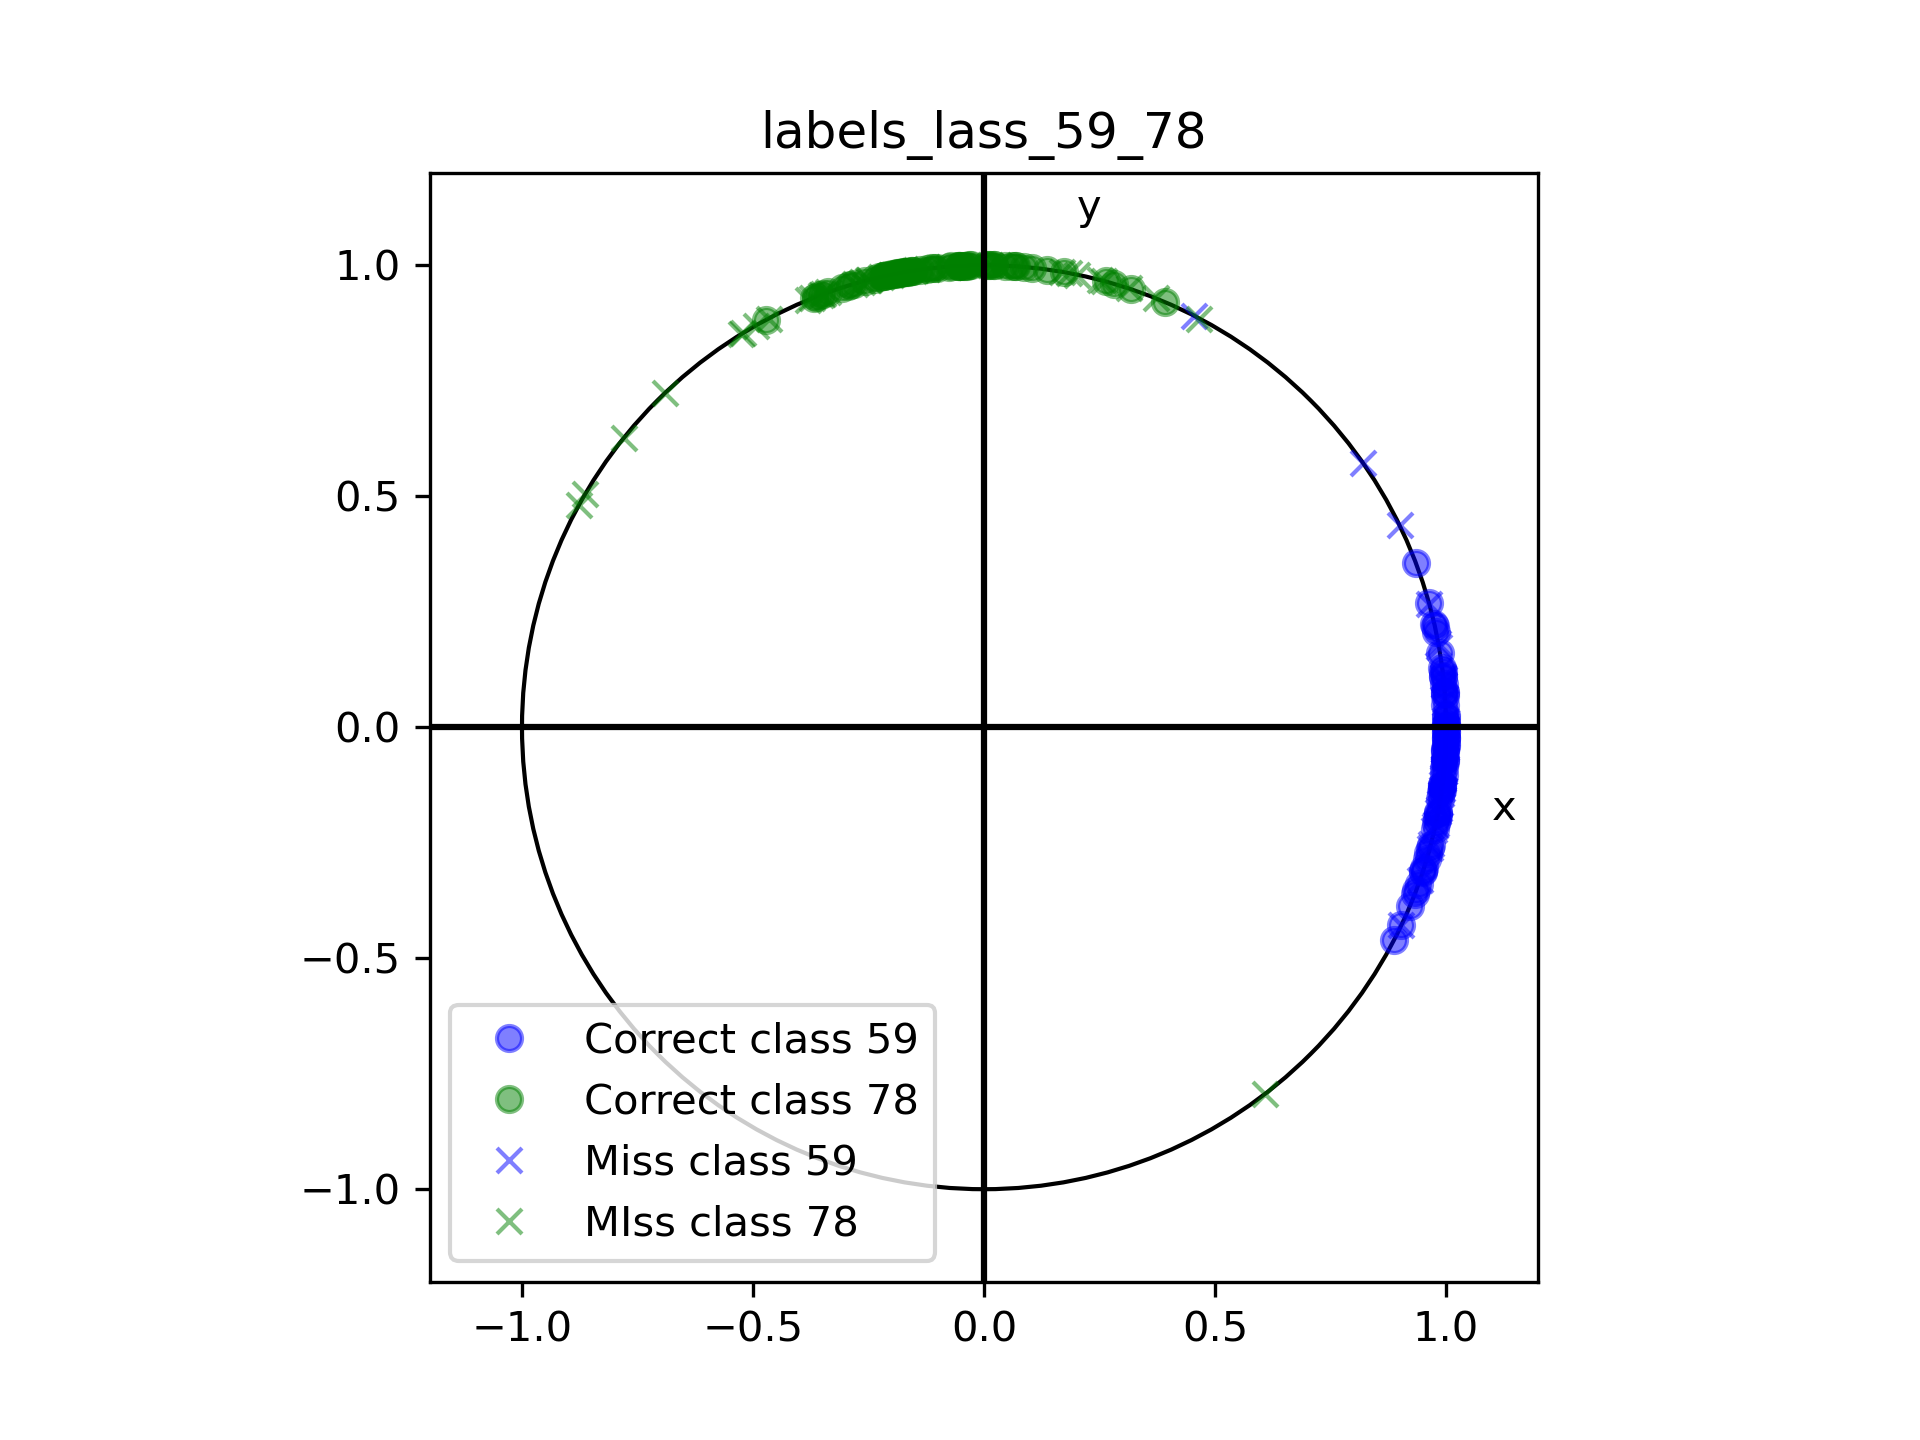 labels_lass_59_78
y
1.0
0.5
0.0
x
−0.5
−1.0
Correct class 59
Correct class 78
Miss class 59
MIss class 78
−1.0 −0.5 0.0 0.5 1.0